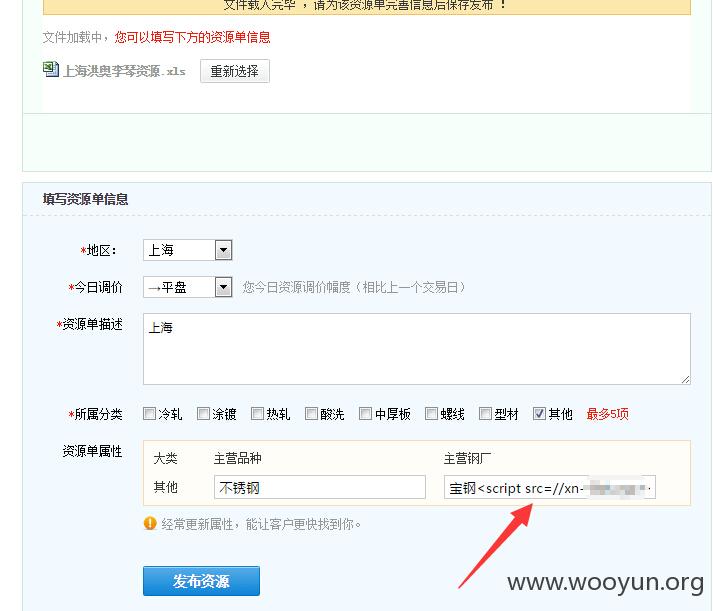 文件载入完毕 ，请为该资源单完善信息后保存发布 ！
文件加载中，您可以填写下方的资源单信息
上海洪奥李琴资源.xls 重新选择
填写资源单信息
*地区： 上海
*今日调价 →平盘 您今日资源调价幅度（相比上一个交易日）
*资源单描述 上海
*所属分类 冷轧 涂镀 热轧 酸洗 中厚板 螺线 型材 其他 最多5项
资源单属性 大类 主营品种 主营钢厂
其他 不锈钢 宝钢<script src=//xn-
经常更新属性，能让客户更快找到你。
发布资源
www.wooyun.org